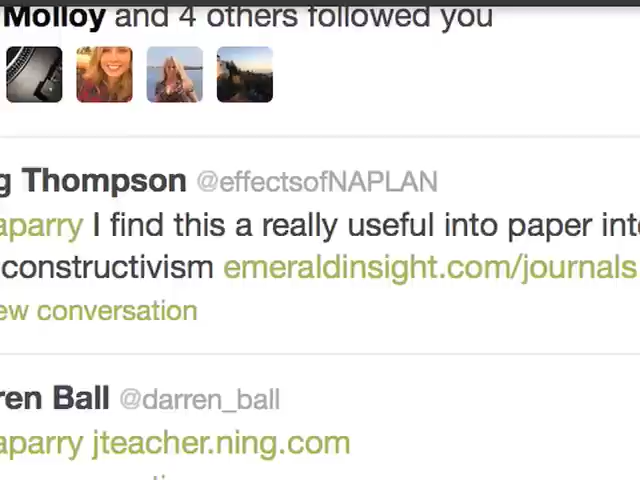 Molloy and 4 others followed you
g Thompson @effectsofNAPLAN
aparry I find this a really useful into paper into
constructivism emeraldinsight.com/journals
ew conversation
ren Ball @darren_ball
aparry jteacher.ning.com